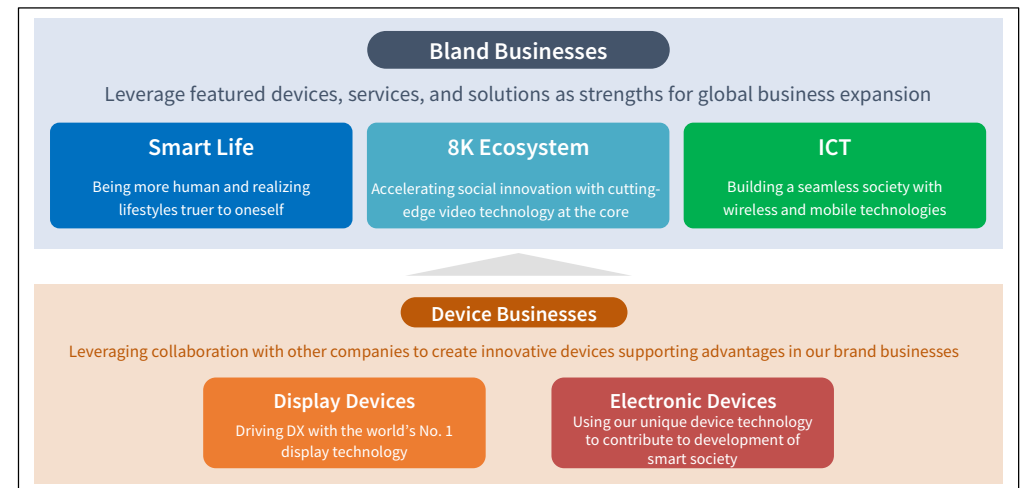 Bland Businesses
Leverage featured devices, services, and solutions as strengths for global business expansion
Smart Life
Being more human and realizing
lifestyles truer to oneself
8K Ecosystem
Accelerating social innovation with cutting-
edge video technology at the core
ICT
Building a seamless society with
wireless and mobile technologies
Device Businesses
Leveraging collaboration with other companies to create innovative devices supporting advantages in our brand businesses
Display Devices
Driving DX with the world's No. 1
display technology
Electronic Devices
Using our unique device technology
to contribute to development of
smart society